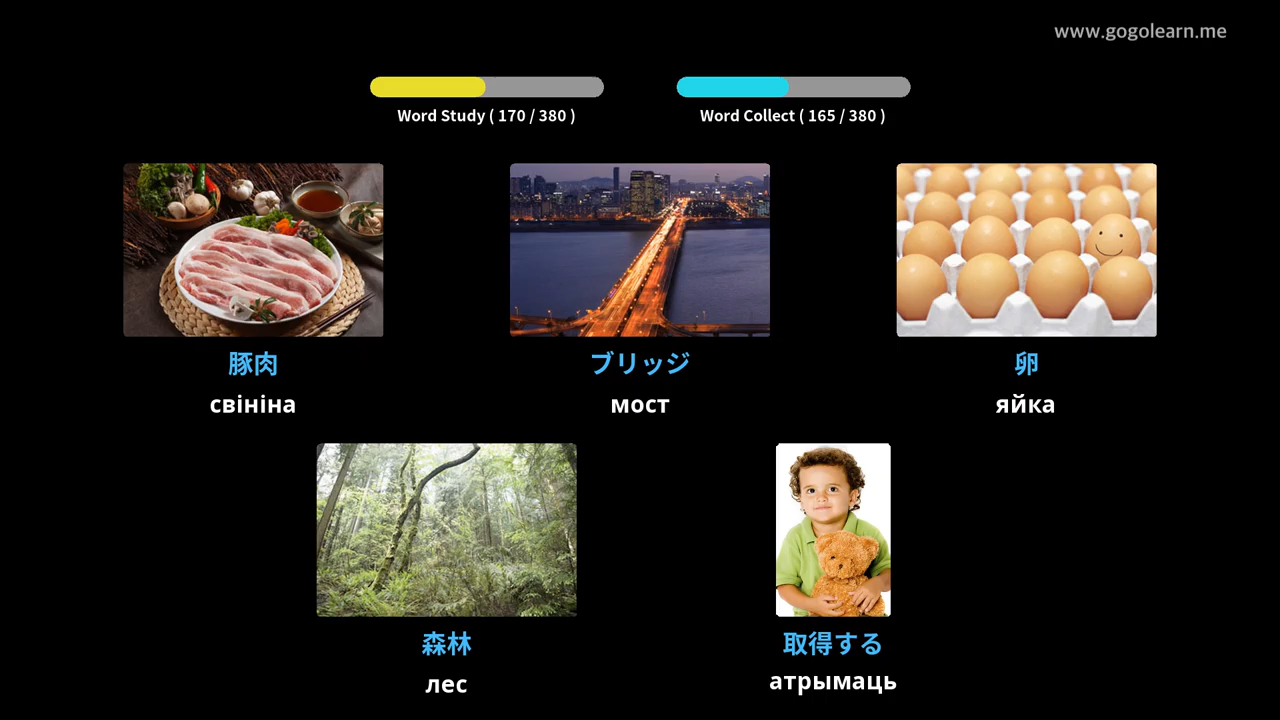 www.gogolearn.me
Word Study ( 170 / 380 )
Word Collect ( 165 / 380 )
豚肉
свініна
ブリッジ
мост
卵
яйка
森林
лес
取得する
атрымаць